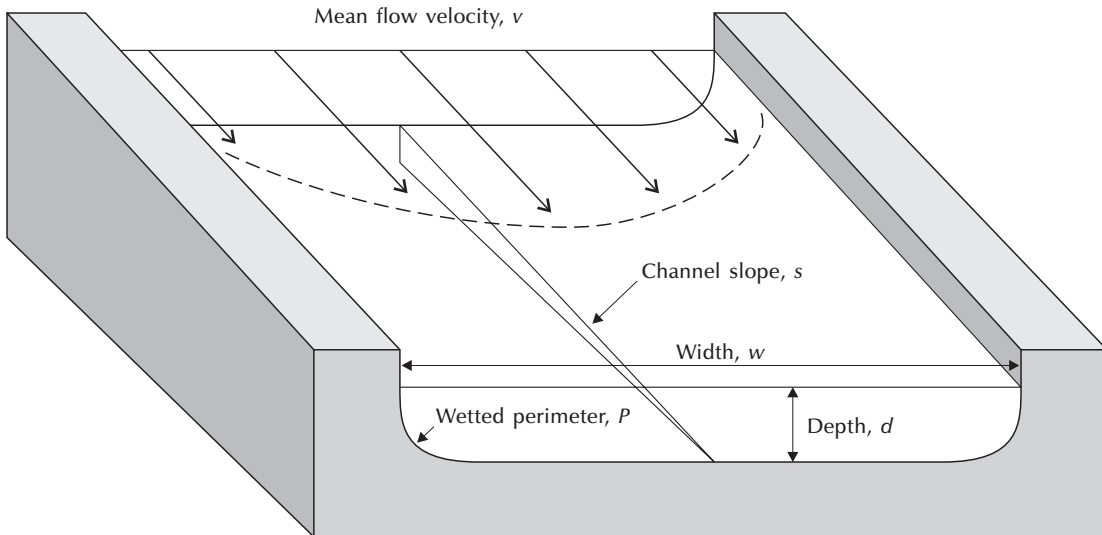 Mean flow velocity, v
Channel slope, s
Width, w
Wetted perimeter, P
Depth, d